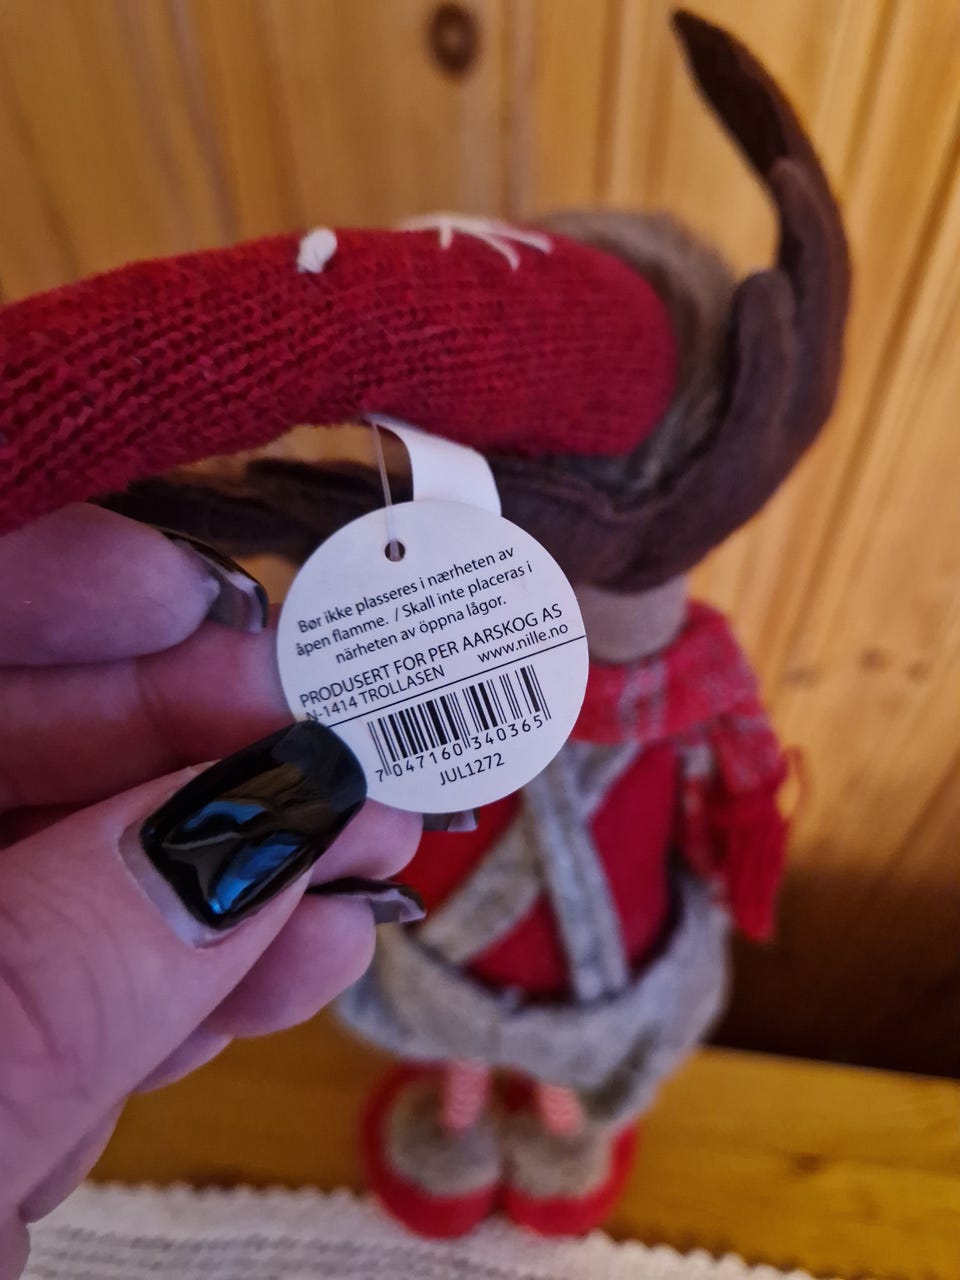 Bør ikke plasseres i nærheten av
åpen flamme. / Skall inte placeras i
närheten av öppna lågor.
PRODUSERT FOR PER AARSKOG AS
N-1414 TROLLASEN www.nille.no
7 047160 340365
JUL1272